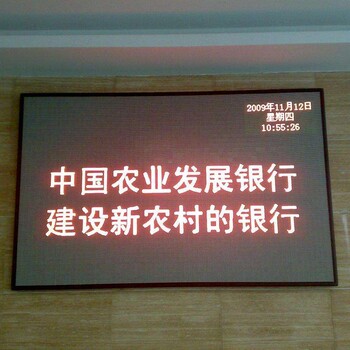 2009年11月12日
星期四
10:55:26
中国农业发展银行
建设新农村的银行